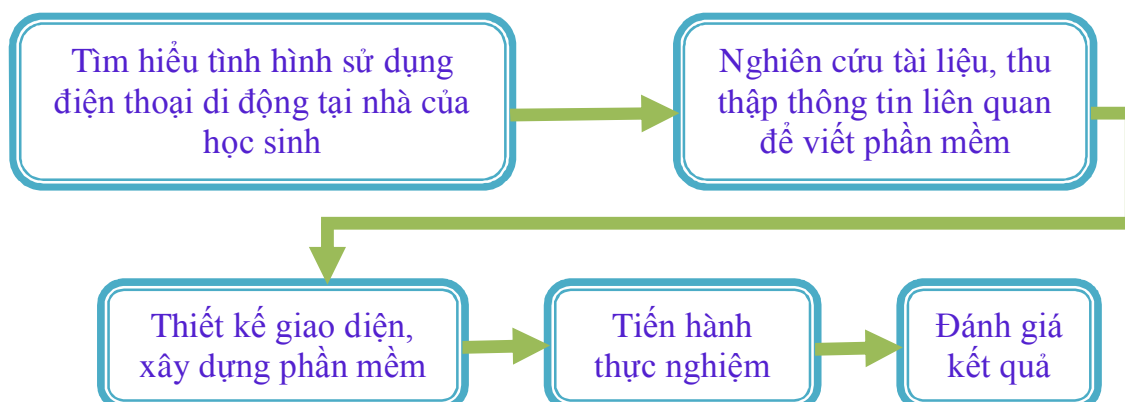 Tìm hiểu tình hình sử dụng
điện thoại di động tại nhà của
học sinh
Nghiên cứu tài liệu, thu
thập thông tin liên quan
để viết phần mềm
Thiết kế giao diện,
xây dựng phần mềm
Tiến hành
thực nghiệm
Đánh giá
kết quả